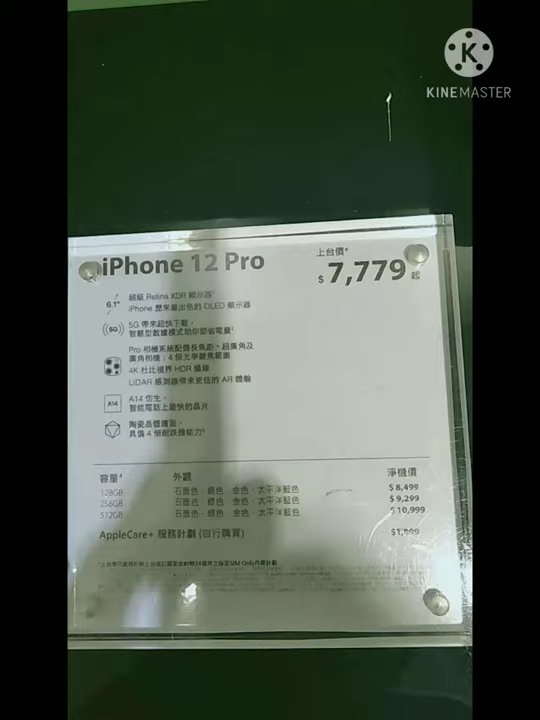 KINEMASTER
iPhone 12 Pro
上台價*
$7,779起
6.1"
超級 Retina XDR 顯示器¹
iPhone 歷來最出色的 OLED 顯示器
5G
5G 帶來超快下載，
智慧型數據模式助你節省電量²
Pro 相機系統配備長焦距、超廣角及
廣角相機；4 倍光學變焦範圍
4K 杜比視界 HDR 攝錄
LiDAR 感測器帶來更佳的 AR 體驗
A14
A14 仿生，
智能電話上最快的晶片
陶瓷晶體護面，
具備 4 倍耐跌撞能力³
容量⁴ 外觀 淨機價
128GB 石墨色、銀色、金色、太平洋藍色 $8,499
256GB 石墨色、銀色、金色、太平洋藍色 $9,299
512GB 石墨色、銀色、金色、太平洋藍色 $10,999
AppleCare+ 服務計劃 (自行購買)